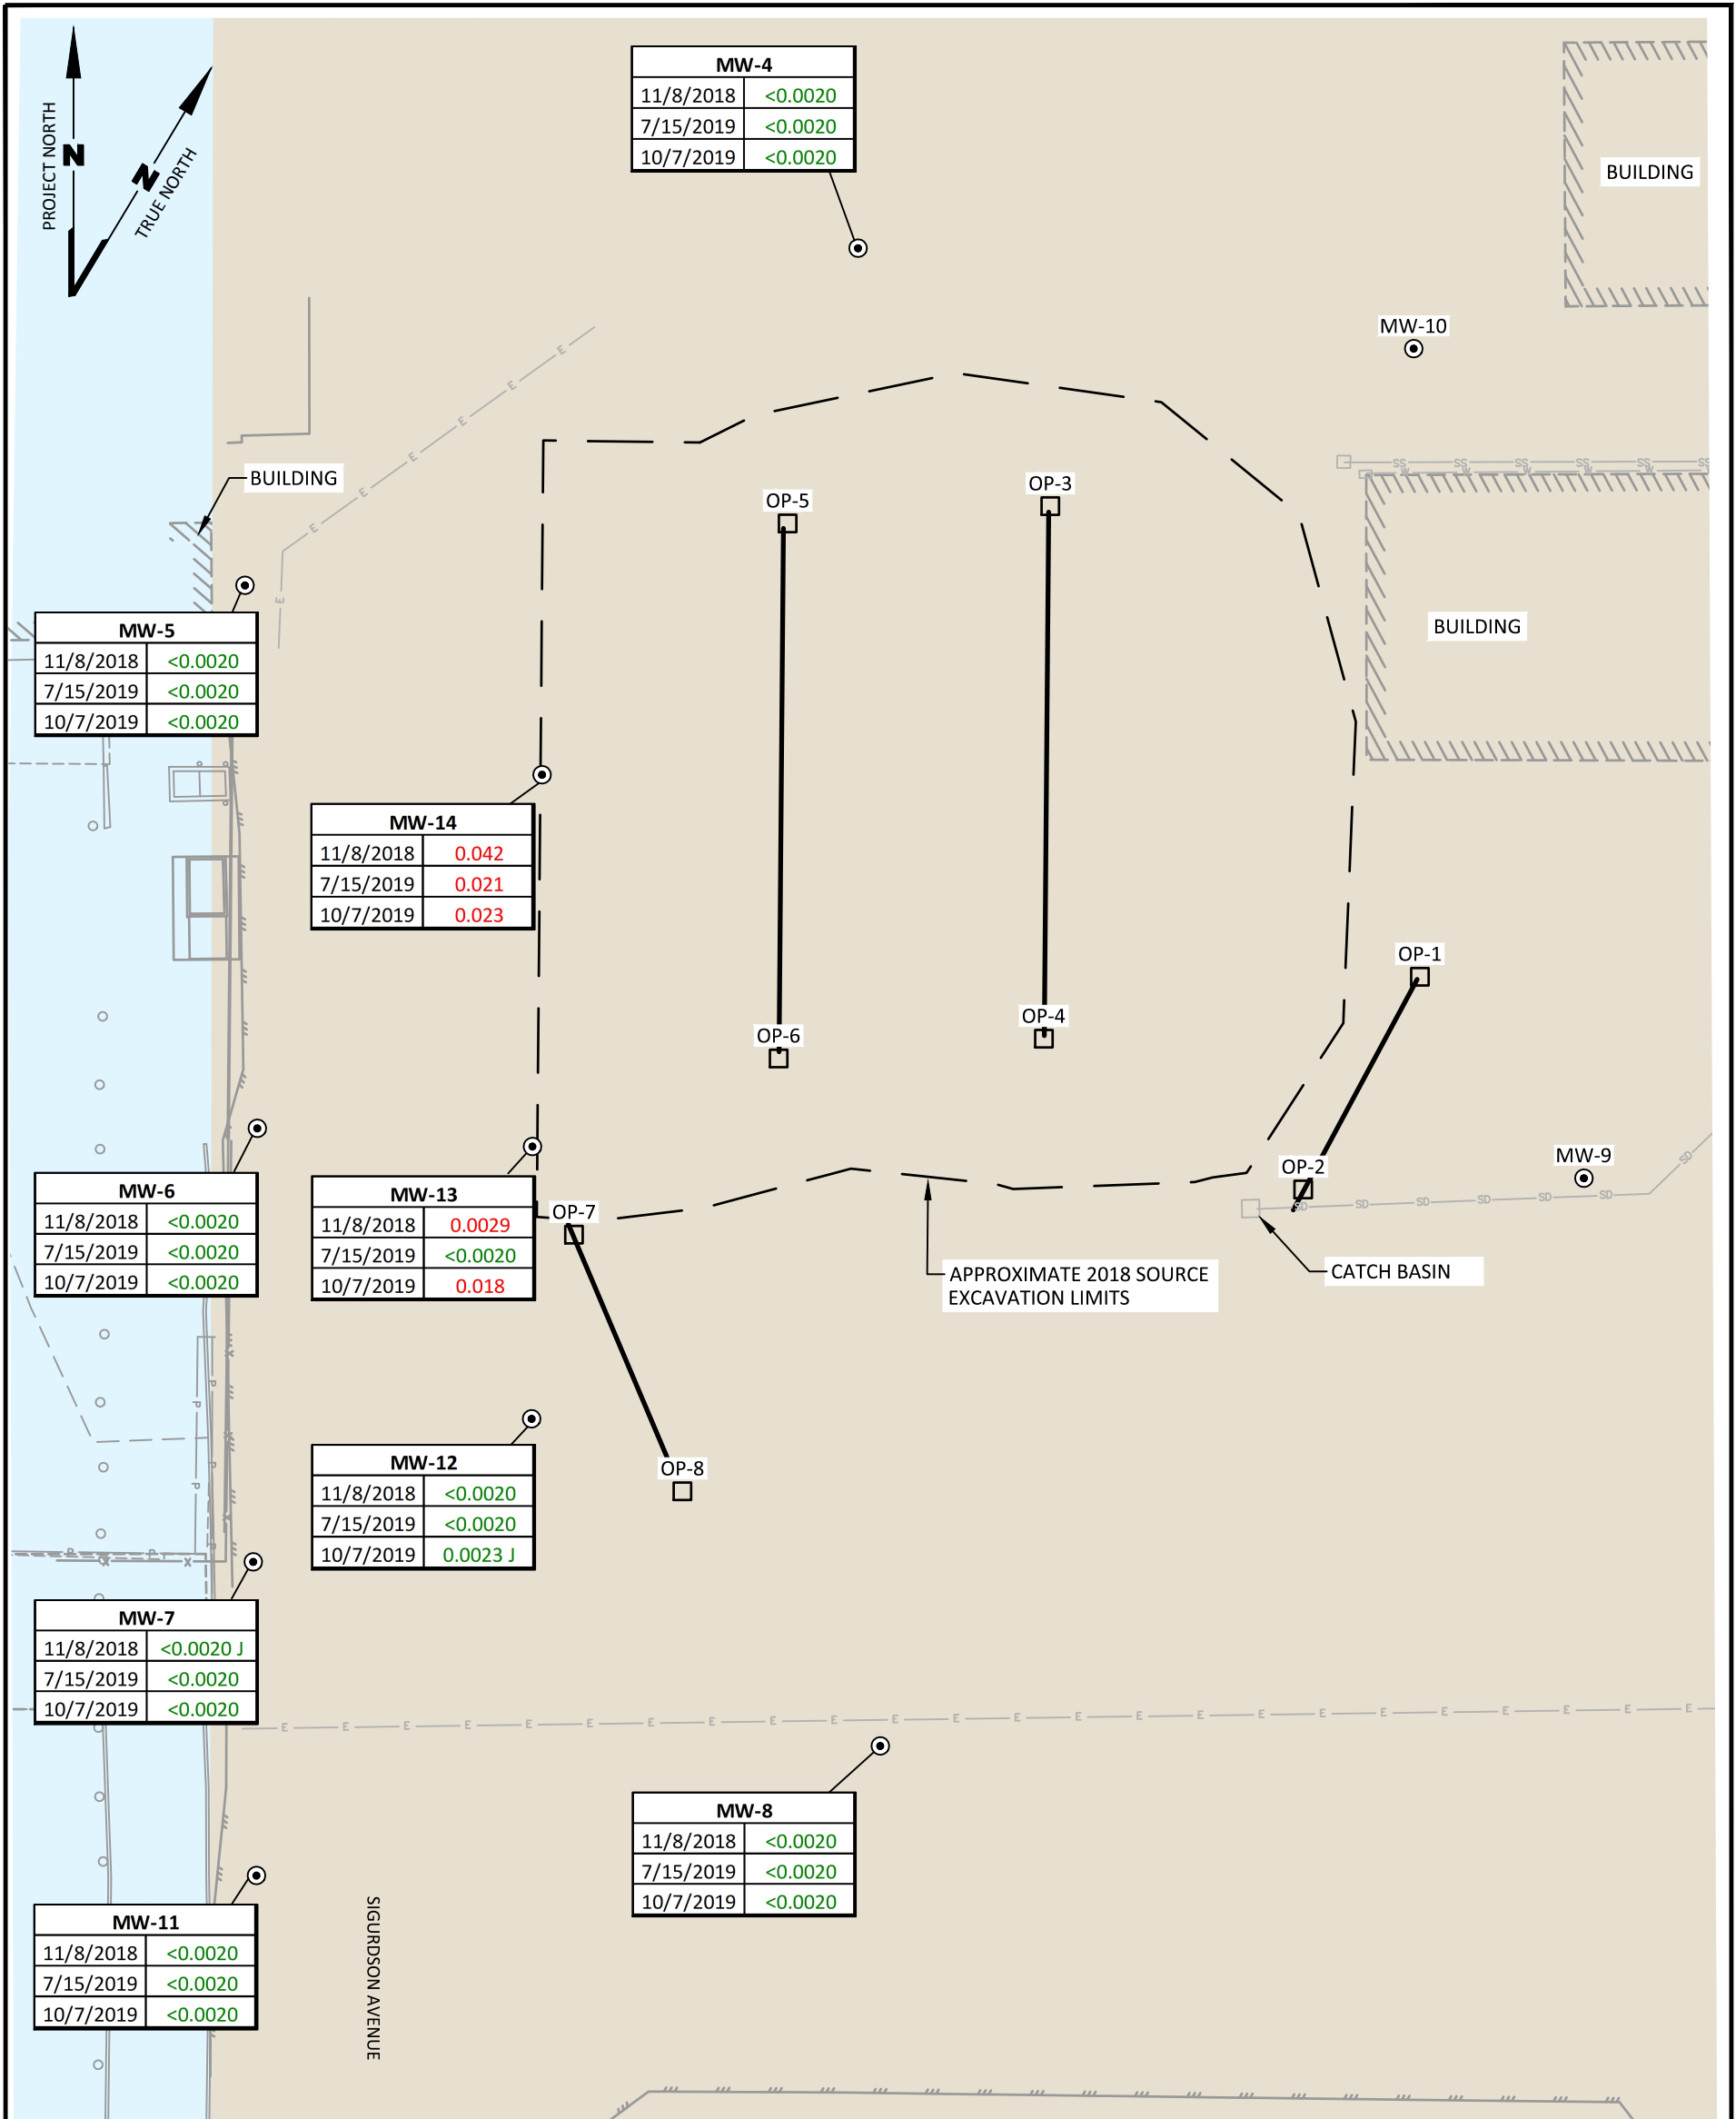 PROJECT NORTH
N
TRUE NORTH
N
MW-4
11/8/2018 <0.0020
7/15/2019 <0.0020
10/7/2019 <0.0020
BUILDING
MW-10
BUILDING
OP-5
OP-3
BUILDING
MW-5
11/8/2018 <0.0020
7/15/2019 <0.0020
10/7/2019 <0.0020
MW-14
11/8/2018 0.042
7/15/2019 0.021
10/7/2019 0.023
OP-1
OP-4
OP-6
MW-9
OP-2
MW-6
11/8/2018 <0.0020
7/15/2019 <0.0020
10/7/2019 <0.0020
MW-13
11/8/2018 0.0029
7/15/2019 <0.0020
10/7/2019 0.018
OP-7
APPROXIMATE 2018 SOURCE
EXCAVATION LIMITS
CATCH BASIN
MW-12
11/8/2018 <0.0020
7/15/2019 <0.0020
10/7/2019 0.0023 J
OP-8
MW-7
11/8/2018 <0.0020 J
7/15/2019 <0.0020
10/7/2019 <0.0020
MW-8
11/8/2018 <0.0020
7/15/2019 <0.0020
10/7/2019 <0.0020
MW-11
11/8/2018 <0.0020
7/15/2019 <0.0020
10/7/2019 <0.0020
SIGURDSON AVENUE